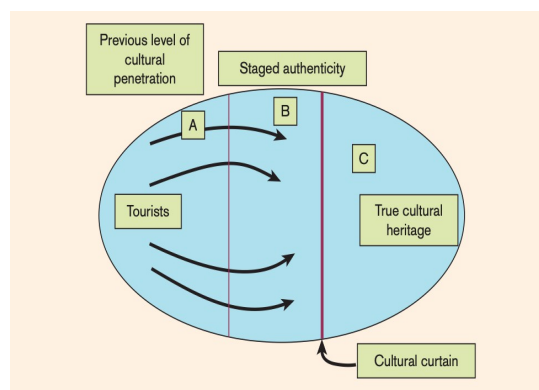 Previous level of
cultural
penetration
Staged authenticity
A
B
C
Tourists
True cultural
heritage
Cultural curtain